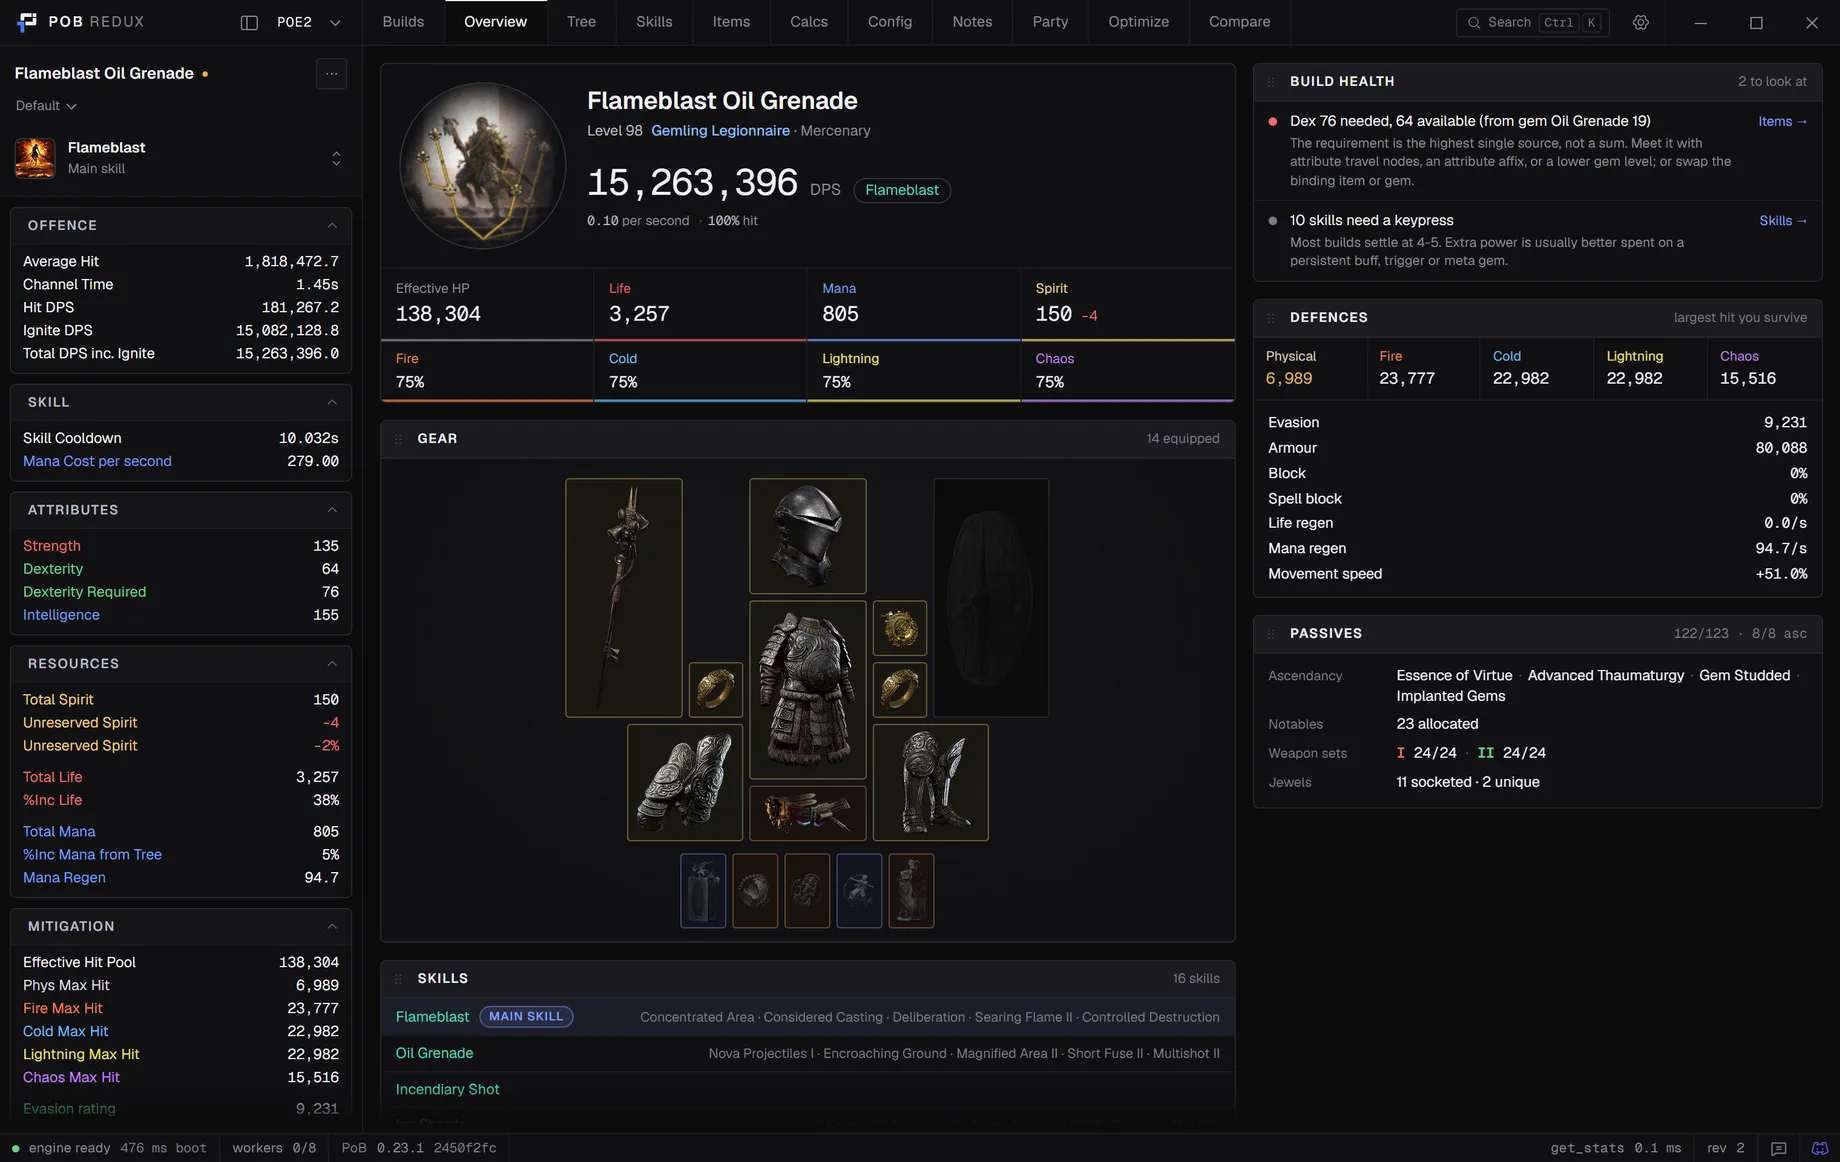 POB REDUX
POE2
Builds
Overview
Tree
Skills
Items
Calcs
Config
Notes
Party
Optimize
Compare
Search Ctrl K
Flameblast Oil Grenade
Default
Flameblast
Main skill
OFFENCE
Average Hit 1,818,472.7
Channel Time 1.45s
Hit DPS 181,267.2
Ignite DPS 15,082,128.8
Total DPS inc. Ignite 15,263,396.0
SKILL
Skill Cooldown 10.032s
Mana Cost per second 279.00
ATTRIBUTES
Strength 135
Dexterity 64
Dexterity Required 76
Intelligence 155
RESOURCES
Total Spirit 150
Unreserved Spirit -4
Unreserved Spirit -2%
Total Life 3,257
%Inc Life 38%
Total Mana 805
%Inc Mana from Tree 5%
Mana Regen 94.7
MITIGATION
Effective Hit Pool 138,304
Phys Max Hit 6,989
Fire Max Hit 23,777
Cold Max Hit 22,982
Lightning Max Hit 22,982
Chaos Max Hit 15,516
Evasion rating 9,231
Flameblast Oil Grenade
Level 98 Gemling Legionnaire · Mercenary
15,263,396 DPS Flameblast
0.10 per second · 100% hit
Effective HP
138,304
Life
3,257
Mana
805
Spirit
150 -4
Fire
75%
Cold
75%
Lightning
75%
Chaos
75%
GEAR 14 equipped
SKILLS 16 skills
Flameblast MAIN SKILL Concentrated Area · Considered Casting · Deliberation · Searing Flame II · Controlled Destruction
Oil Grenade Nova Projectiles I · Encroaching Ground · Magnified Area II · Short Fuse II · Multishot II
Incendiary Shot
BUILD HEALTH 2 to look at
Dex 76 needed, 64 available (from gem Oil Grenade 19) Items →
The requirement is the highest single source, not a sum. Meet it with
attribute travel nodes, an attribute affix, or a lower gem level; or swap the
binding item or gem.
10 skills need a keypress Skills →
Most builds settle at 4-5. Extra power is usually better spent on a
persistent buff, trigger or meta gem.
DEFENCES largest hit you survive
Physical
6,989
Fire
23,777
Cold
22,982
Lightning
22,982
Chaos
15,516
Evasion 9,231
Armour 80,088
Block 0%
Spell block 0%
Life regen 0.0/s
Mana regen 94.7/s
Movement speed +51.0%
PASSIVES 122/123 · 8/8 asc
Ascendancy Essence of Virtue · Advanced Thaumaturgy · Gem Studded ·
Implanted Gems
Notables 23 allocated
Weapon sets I 24/24 · II 24/24
Jewels 11 socketed · 2 unique
engine ready 476 ms boot
workers 0/8
PoB 0.23.1 2450f2fc
get_stats 0.1 ms
rev 2